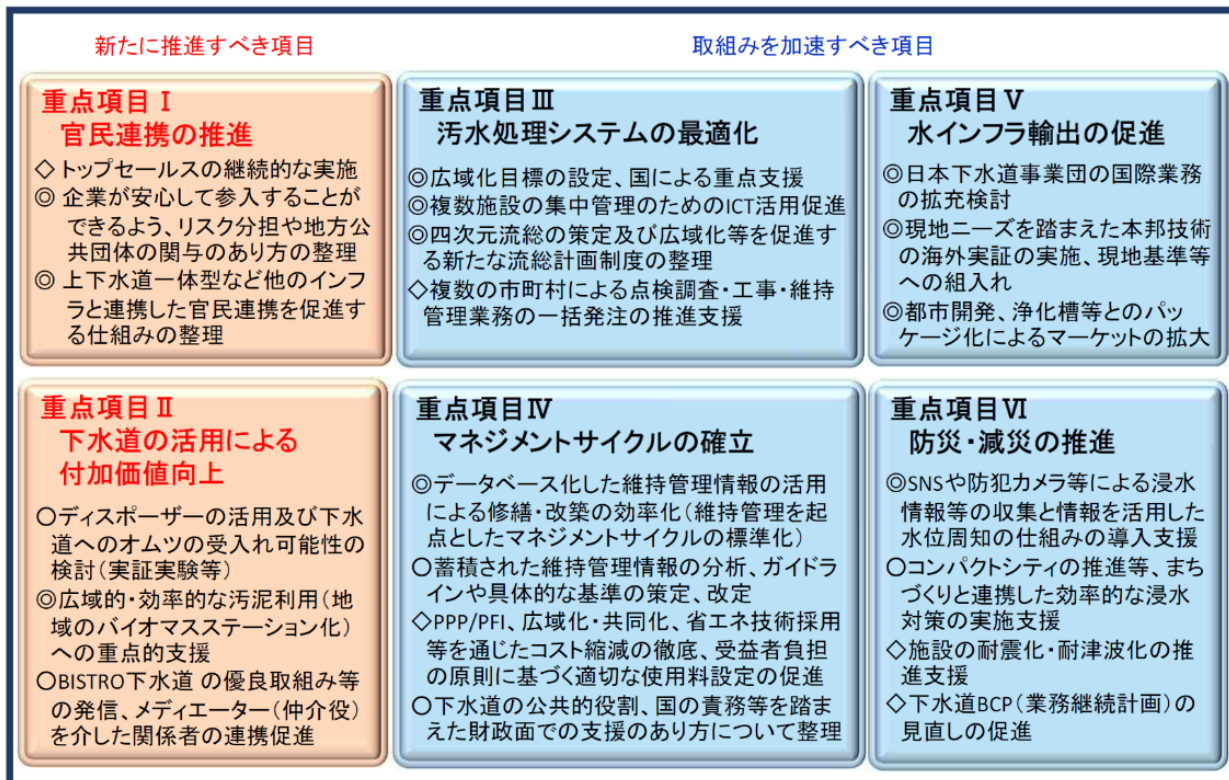 新たに推進すべき項目
取組みを加速すべき項目
重点項目Ⅰ
官民連携の推進
◇トップセールスの継続的な実施
◎ 企業が安心して参入することが
できるよう、リスク分担や地方公
共団体の関与のあり方の整理
◎ 上下水道一体型など他のインフ
ラと連携した官民連携を促進す
る仕組みの整理
重点項目Ⅲ
汚水処理システムの最適化
◎広域化目標の設定、国による重点支援
◎複数施設の集中管理のためのICT活用促進
◎四次元流総の策定及び広域化等を促進す
る新たな流総計画制度の整理
◇複数の市町村による点検調査・工事・維持
管理業務の一括発注の推進支援
重点項目Ⅴ
水インフラ輸出の促進
◎日本下水道事業団の国際業務
の拡充検討
◎現地ニーズを踏まえた本邦技術
の海外実証の実施、現地基準等
への組入れ
◎都市開発、浄化槽等とのパッ
ケージ化によるマーケットの拡大
重点項目Ⅱ
下水道の活用による
付加価値向上
○ディスポーザーの活用及び下水
道へのオムツの受入れ可能性の
検討(実証実験等)
◎広域的・効率的な汚泥利用(地
域のバイオマスステーション化)
への重点的支援
○BISTRO下水道 の優良取組み等
の発信、メディエーター(仲介役)
を介した関係者の連携促進
重点項目Ⅳ
マネジメントサイクルの確立
◎データベース化した維持管理情報の活用
による修繕・改築の効率化(維持管理を起
点としたマネジメントサイクルの標準化)
○蓄積された維持管理情報の分析、ガイドラ
インや具体的な基準の策定、改定
◇PPP/PFI、広域化・共同化、省エネ技術採用
等を通じたコスト縮減の徹底、受益者負担
の原則に基づく適切な使用料設定の促進
○下水道の公共的役割、国の責務等を踏ま
えた財政面での支援のあり方について整理
重点項目Ⅵ
防災・減災の推進
◎SNSや防犯カメラ等による浸水
情報等の収集と情報を活用した
水位周知の仕組みの導入支援
○コンパクトシティの推進等、まち
づくりと連携した効率的な浸水
対策の実施支援
◇施設の耐震化・耐津波化の推
進支援
◇下水道BCP(業務継続計画)の
見直しの促進